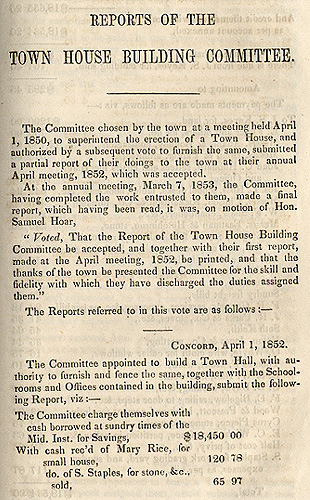 REPORTS OF THE
TOWN HOUSE BUILDING COMMITTEE.
The Committee chosen by the town at a meeting held April
1, 1850, to superintend the erection of a Town House, and
authorized by a subsequent vote to furnish the same, submitted
a partial report of their doings to the town at their annual
April meeting, 1852, which was accepted.
At the annual meeting, March 7, 1853, the Committee,
having completed the work entrusted to them, made a final
report, which having been read, it was, on motion of Hon.
Samuel Hoar,
"Voted, That the Report of the Town House Building
Committee be accepted, and together with their first report,
made at the April meeting, 1852, be printed, and that the
thanks of the town be presented the Committee for the skill and
fidelity with which they have discharged the duties assigned
them."
The Reports referred to in this vote are as follows :—
CONCORD, April 1, 1852.
The Committee appointed to build a Town Hall, with au-
thority to furnish and fence the same, together with the School-
rooms and Offices contained in the building, submit the follow-
ing Report, viz :—
The Committee charge themselves with
cash borrowed at sundry times of the
Mid. Inst. for Savings, $18,450 00
With cash rec'd of Mary Rice, for
small house, 120 78
do. of S. Staples, for stone, &c.,
sold, 65 97